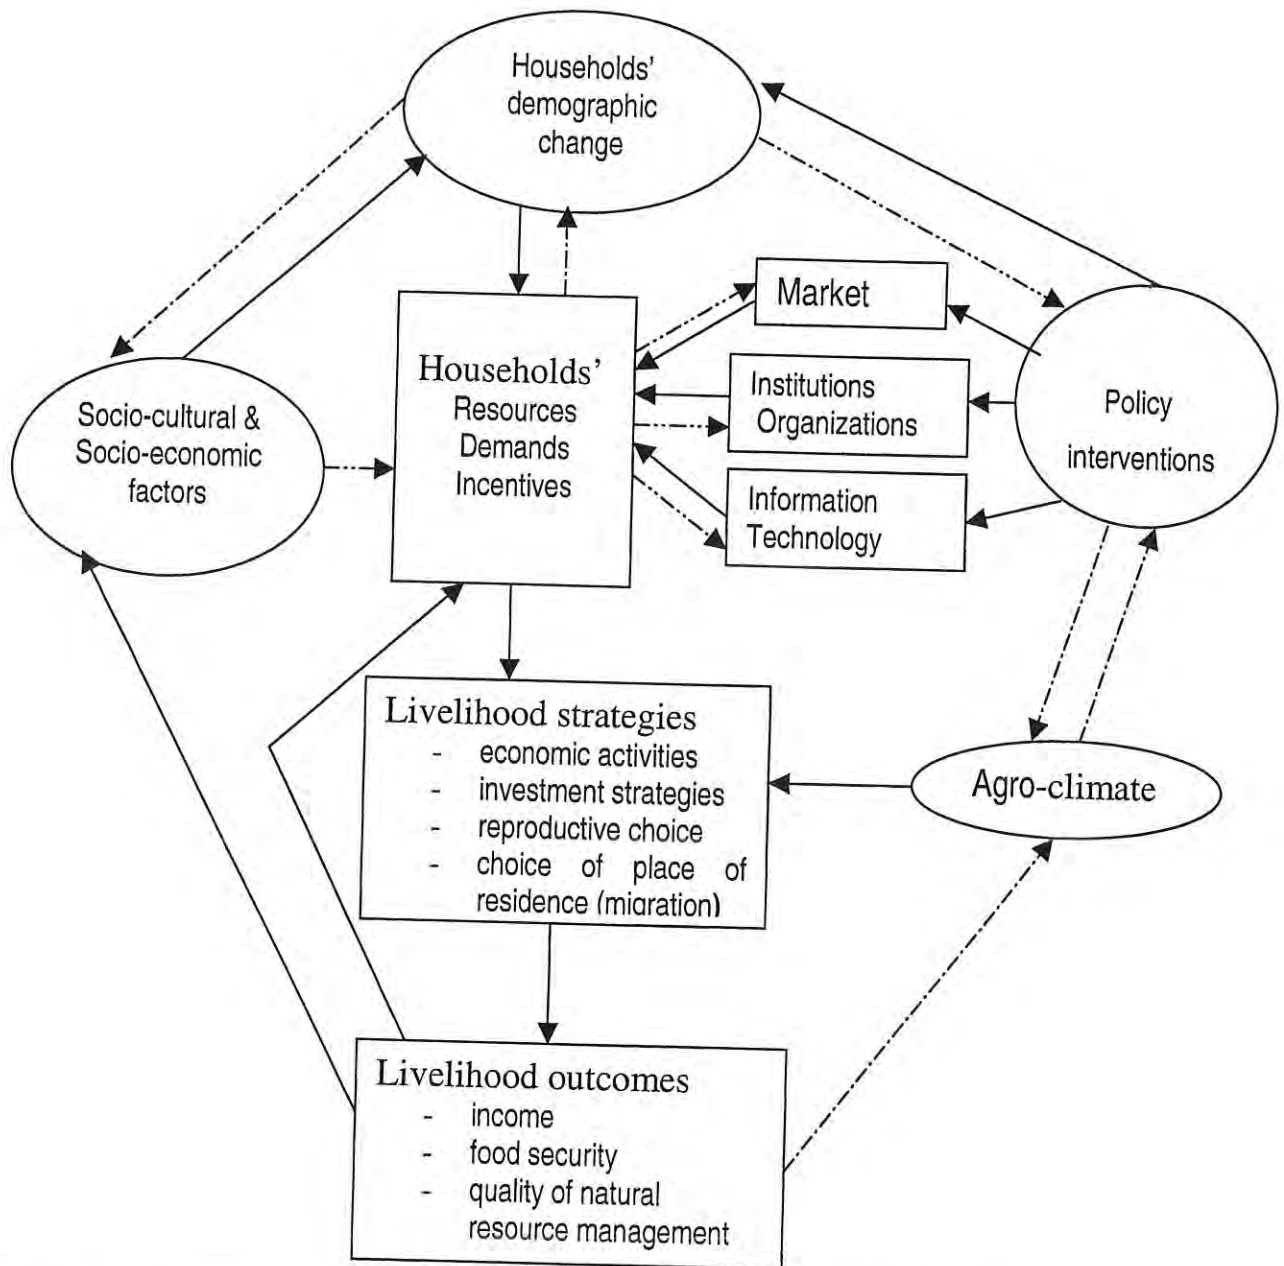 Households'
demographic
change
Market
Households'
Resources
Demands
Incentives
Institutions
Organizations
Policy
interventions
Socio-cultural &
Socio-economic
factors
Information
Technology
Livelihood strategies
- economic activities
- investment strategies
- reproductive choice
- choice of place of
residence (migration)
Agro-climate
Livelihood outcomes
- income
- food security
- quality of natural
resource management